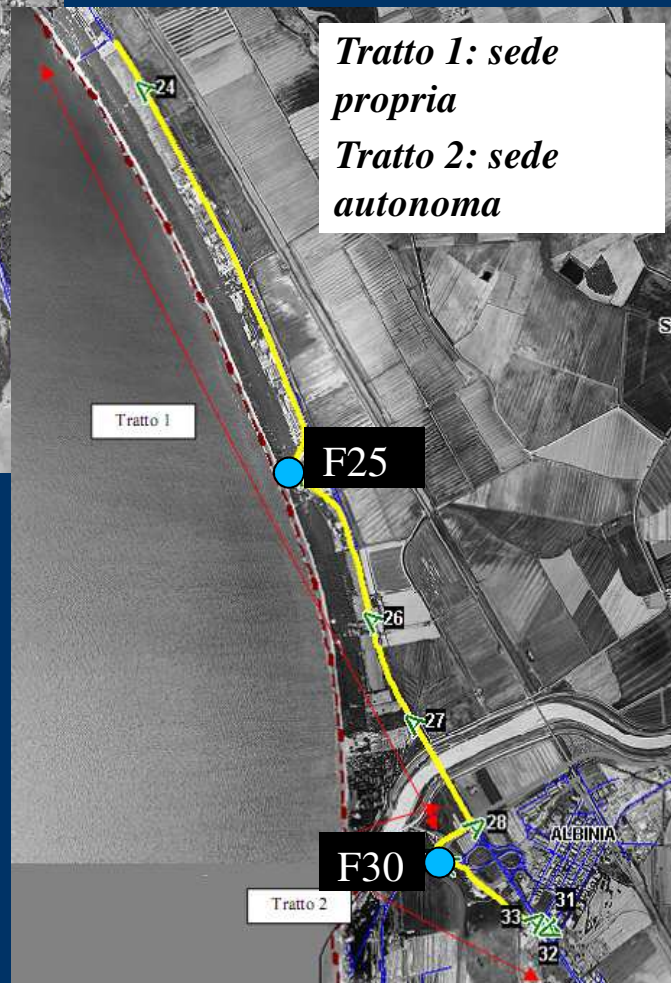 Tratto 1: sede
propria
Tratto 2: sede
autonoma
24
S
Tratto 1
F25
26
27
28
ALBINIA
F30
Tratto 2
31
33
32